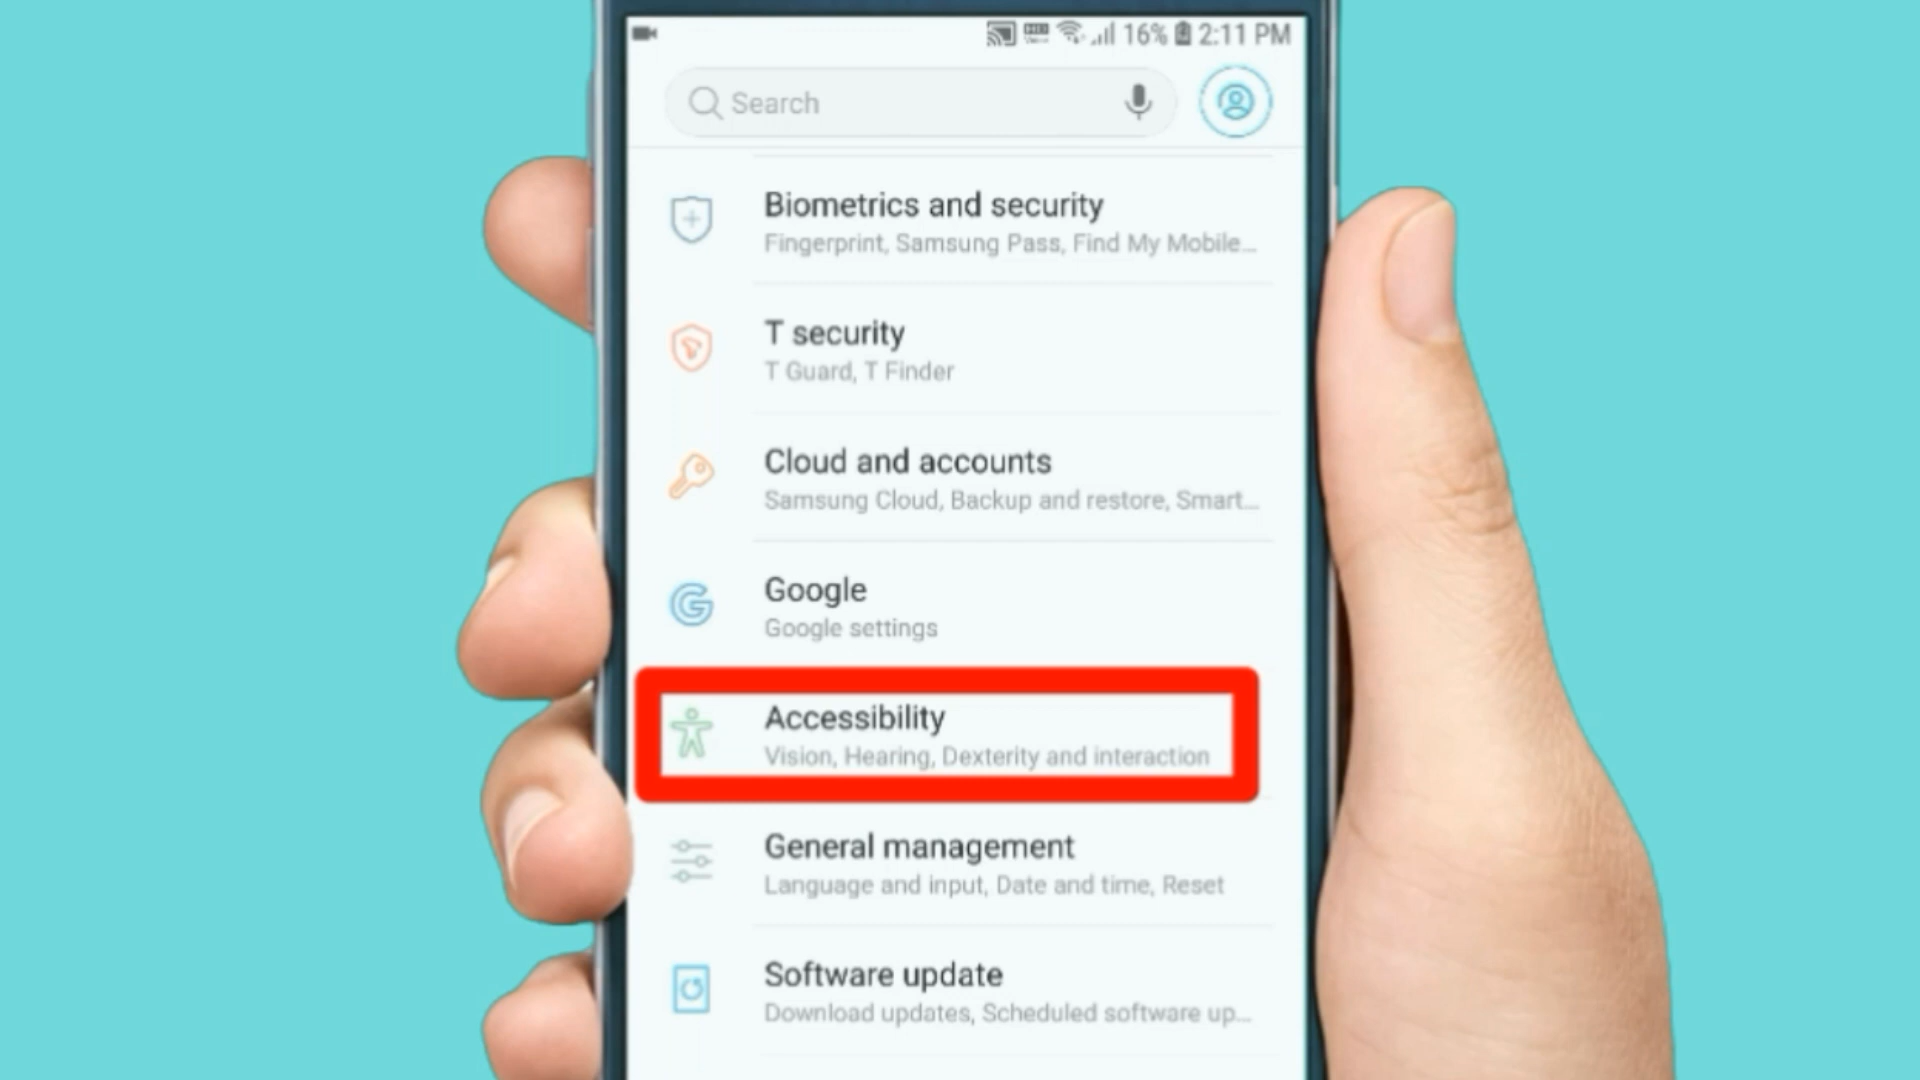 16% 2:11 PM
Search
Biometrics and security
Fingerprint, Samsung Pass, Find My Mobile...
T security
T Guard, T Finder
Cloud and accounts
Samsung Cloud, Backup and restore, Smart...
Google
Google settings
Accessibility
Vision, Hearing, Dexterity and interaction
General management
Language and input, Date and time, Reset
Software update
Download updates, Scheduled software up...